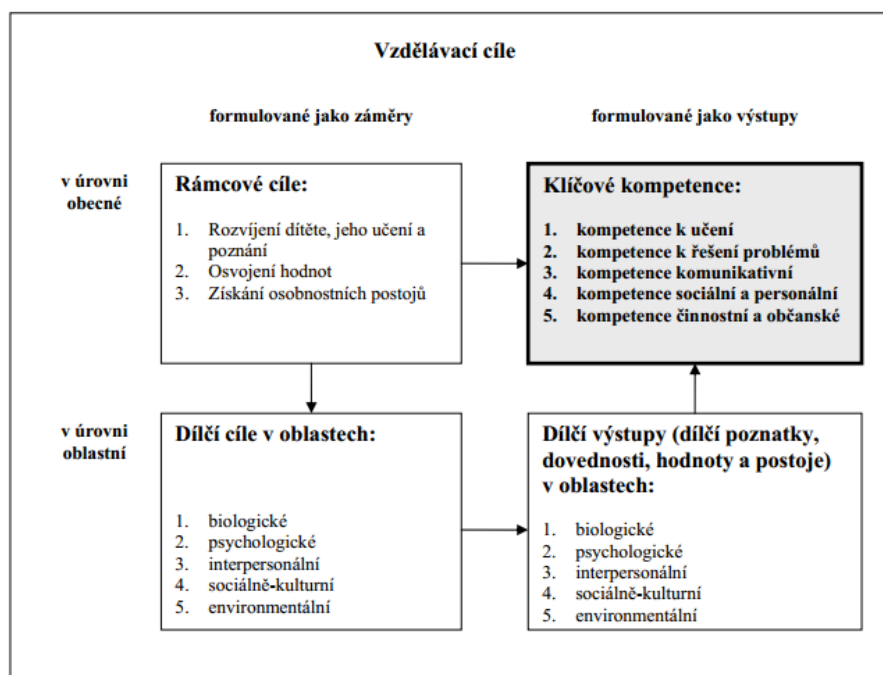 Vzdělávací cíle
formulované jako záměry
formulované jako výstupy
v úrovni
obecné
Rámcové cíle:
1. Rozvíjení dítěte, jeho učení a
poznání
2. Osvojení hodnot
3. Získání osobnostních postojů
Klíčové kompetence:
1. kompetence k učení
2. kompetence k řešení problémů
3. kompetence komunikativní
4. kompetence sociální a personální
5. kompetence činnostní a občanské
v úrovni
oblastní
Dílčí cíle v oblastech:
1. biologické
2. psychologické
3. interpersonální
4. sociálně-kulturní
5. environmentální
Dílčí výstupy (dílčí poznatky,
dovednosti, hodnoty a postoje)
v oblastech:
1. biologické
2. psychologické
3. interpersonální
4. sociálně-kulturní
5. environmentální